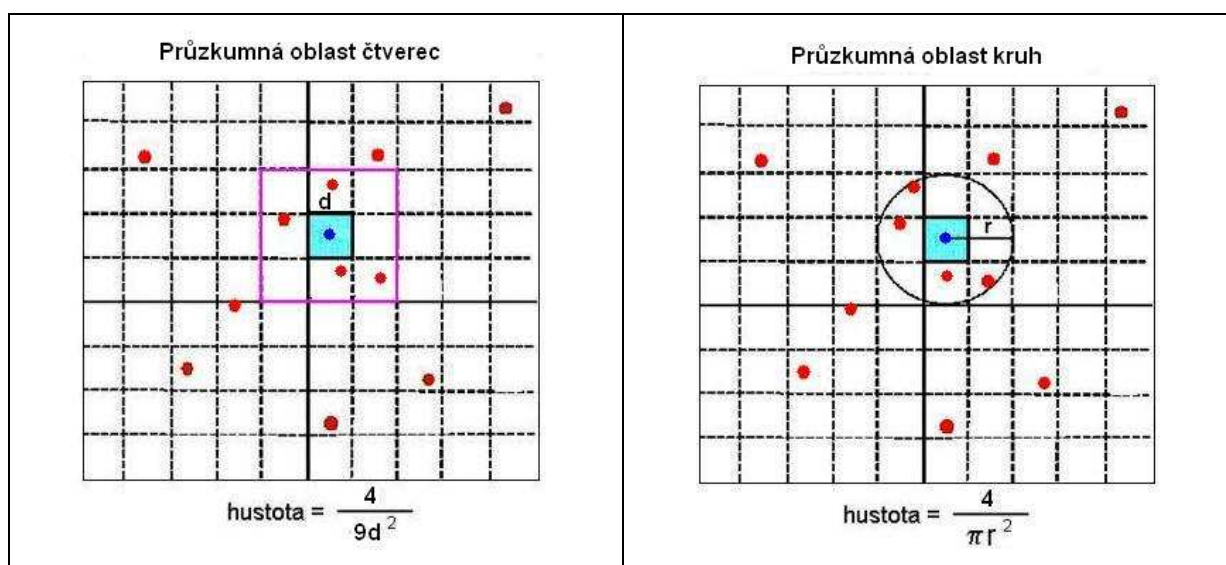 Průzkumná oblast čtverec
d
hustota = 4 / 9d²
Průzkumná oblast kruh
r
hustota = 4 / πr²